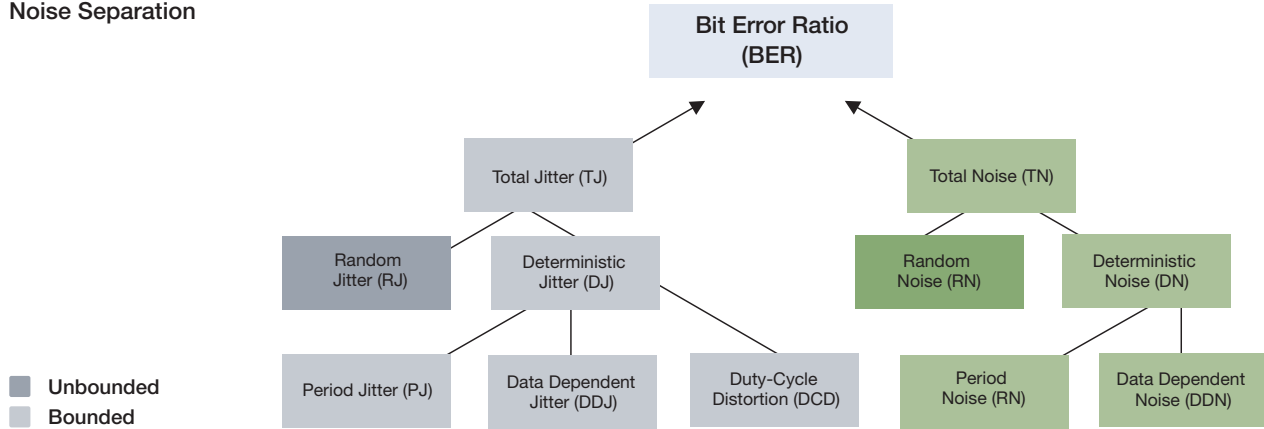 Noise Separation
Bit Error Ratio
(BER)
Total Jitter (TJ)
Total Noise (TN)
Random
Jitter (RJ)
Deterministic
Jitter (DJ)
Random
Noise (RN)
Deterministic
Noise (DN)
Period Jitter (PJ)
Data Dependent
Jitter (DDJ)
Duty-Cycle
Distortion (DCD)
Period
Noise (RN)
Data Dependent
Noise (DDN)
Unbounded
Bounded